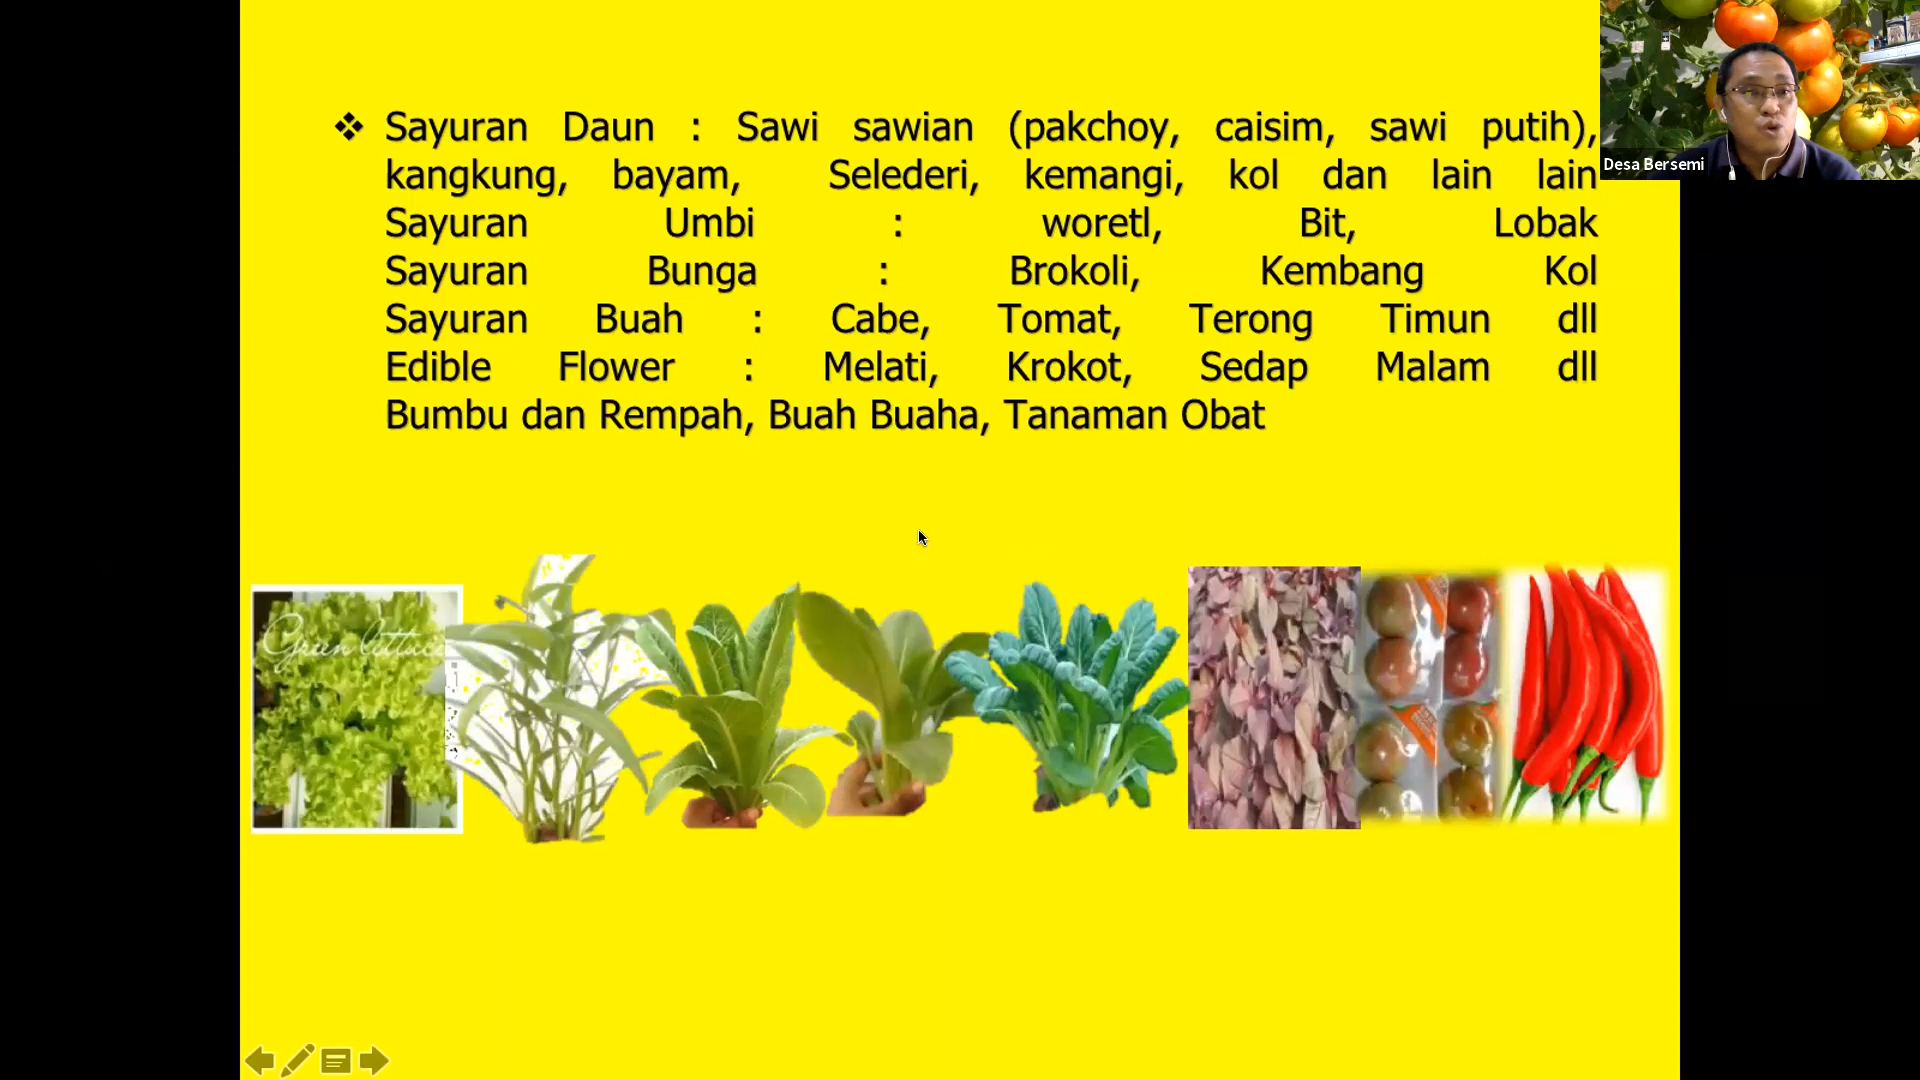 ❖ Sayuran Daun : Sawi sawian (pakchoy, caisim, sawi putih),
kangkung, bayam, Selederi, kemangi, kol dan lain lain
Sayuran Umbi : woretl, Bit, Lobak
Sayuran Bunga : Brokoli, Kembang Kol
Sayuran Buah : Cabe, Tomat, Terong Timun dll
Edible Flower : Melati, Krokot, Sedap Malam dll
Bumbu dan Rempah, Buah Buaha, Tanaman Obat
Desa Bersemi
Green lettuce